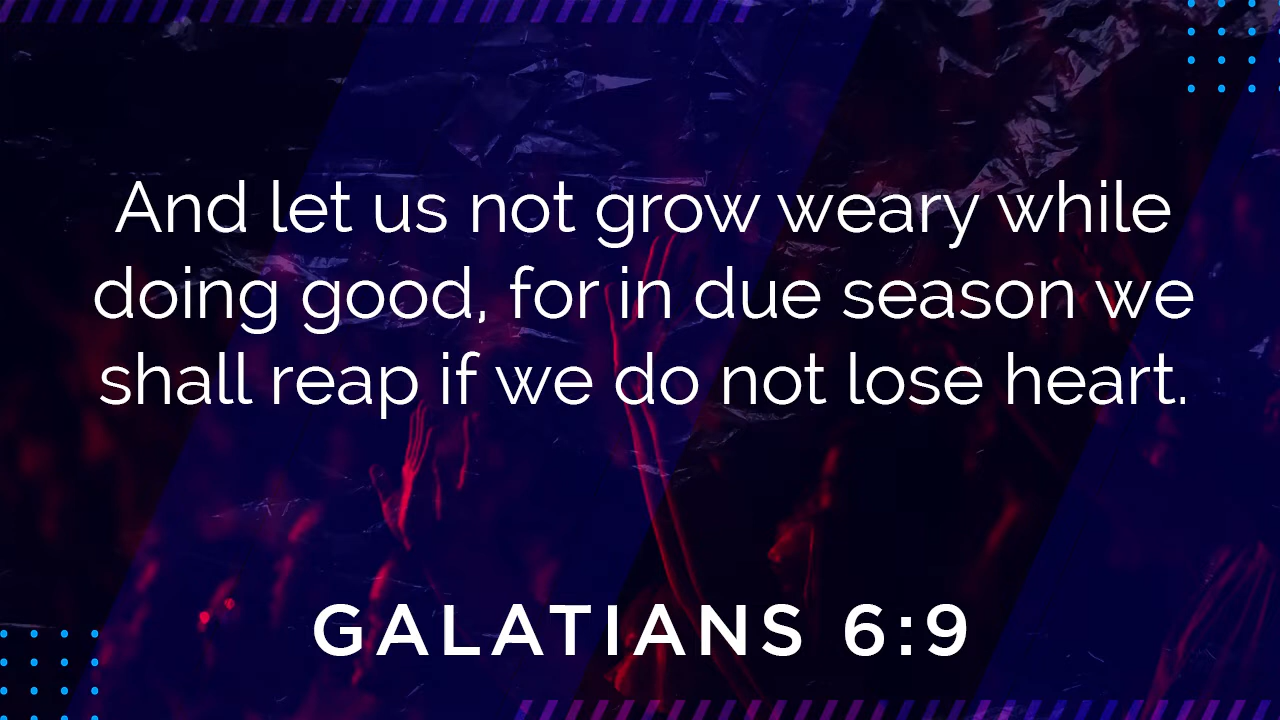 And let us not grow weary while
doing good, for in due season we
shall reap if we do not lose heart.
GALATIANS 6:9